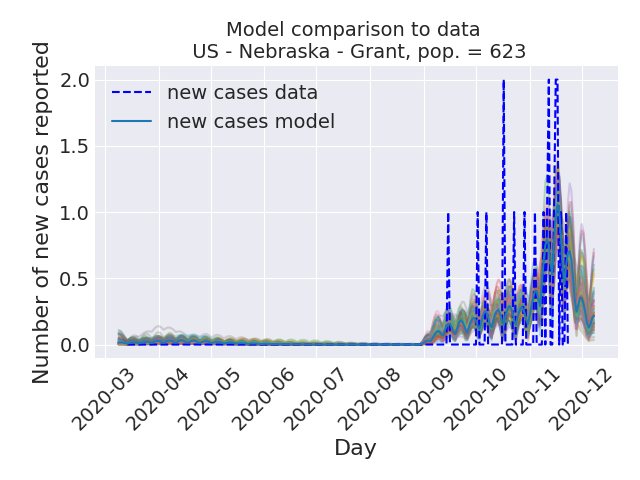 Model comparison to data
US - Nebraska - Grant, pop. = 623
Number of new cases reported
2.0
1.5
1.0
0.5
0.0
new cases data
new cases model
2020-03
2020-04
2020-05
2020-06
2020-07
2020-08
2020-09
2020-10
2020-11
2020-12
Day